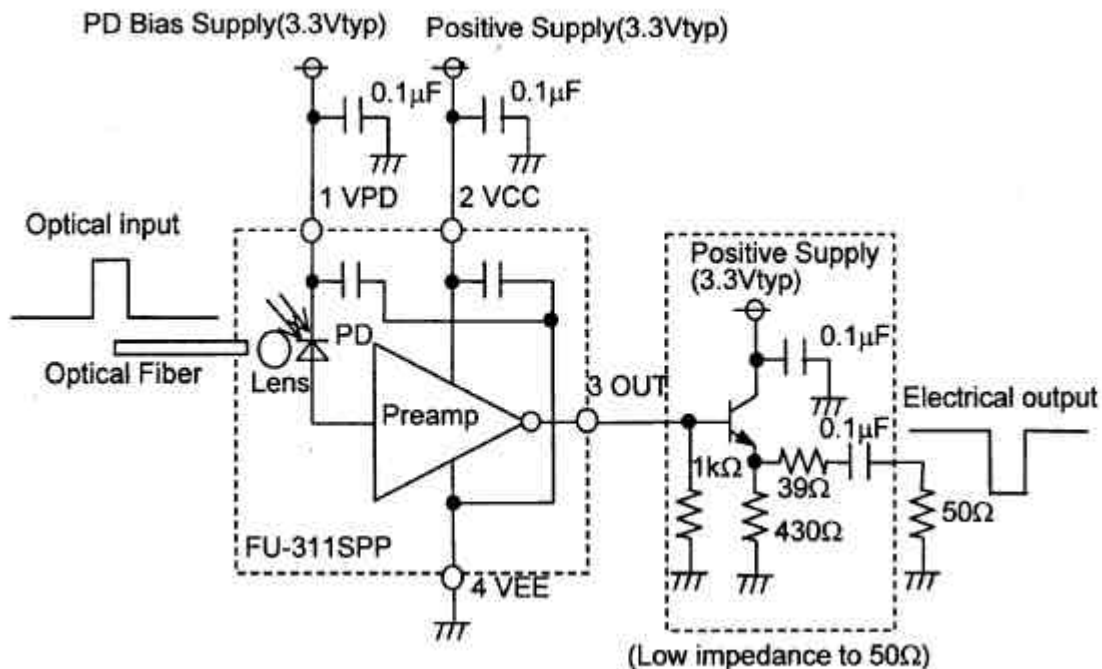 PD Bias Supply(3.3Vtyp)
Positive Supply(3.3Vtyp)
0.1μF
0.1μF
1 VPD
2 VCC
Optical input
Positive Supply
(3.3Vtyp)
PD
0.1μF
Optical Fiber
Lens
3 OUT
Electrical output
Preamp
0.1μF
1kΩ
39Ω
50Ω
430Ω
FU-311SPP
4 VEE
(Low impedance to 50Ω)